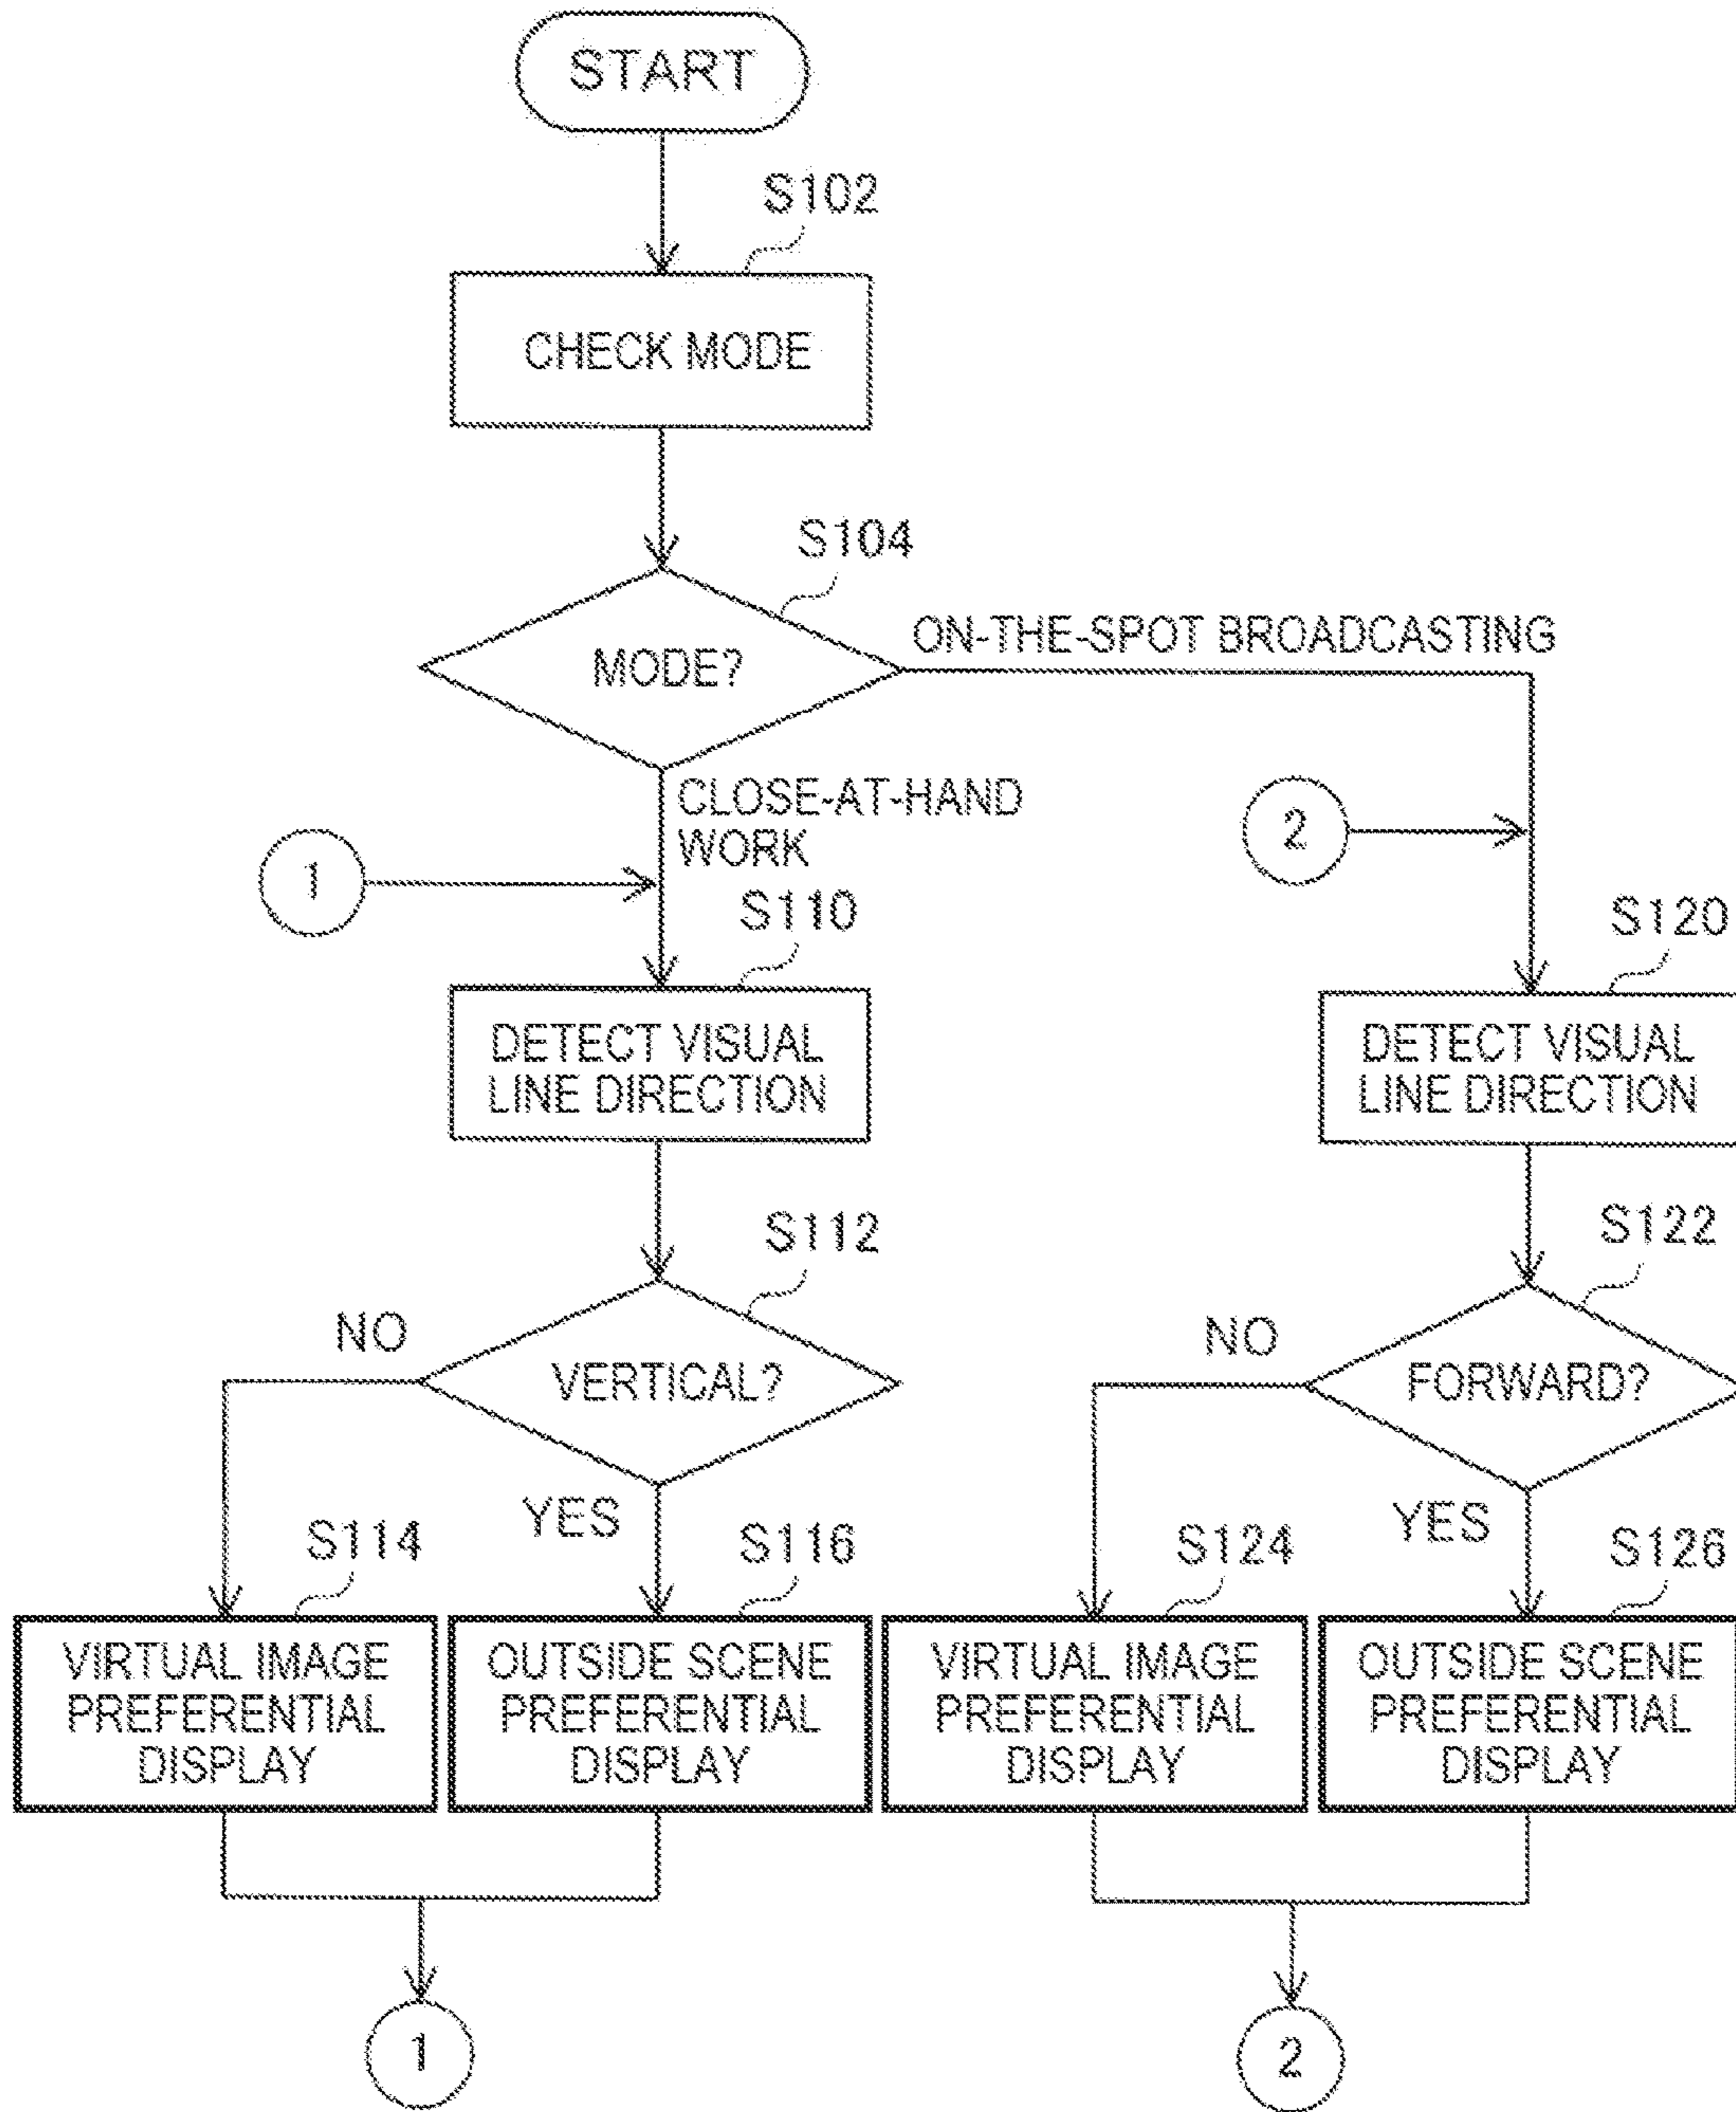 START
S102
CHECK MODE
S104
MODE?
ON-THE-SPOT BROADCASTING
CLOSE-AT-HAND
WORK
1
2
S110
S120
DETECT VISUAL
LINE DIRECTION
DETECT VISUAL
LINE DIRECTION
S112
S122
NO
VERTICAL?
YES
NO
FORWARD?
YES
S114
S116
S124
S126
VIRTUAL IMAGE
PREFERENTIAL
DISPLAY
OUTSIDE SCENE
PREFERENTIAL
DISPLAY
VIRTUAL IMAGE
PREFERENTIAL
DISPLAY
OUTSIDE SCENE
PREFERENTIAL
DISPLAY
1
2